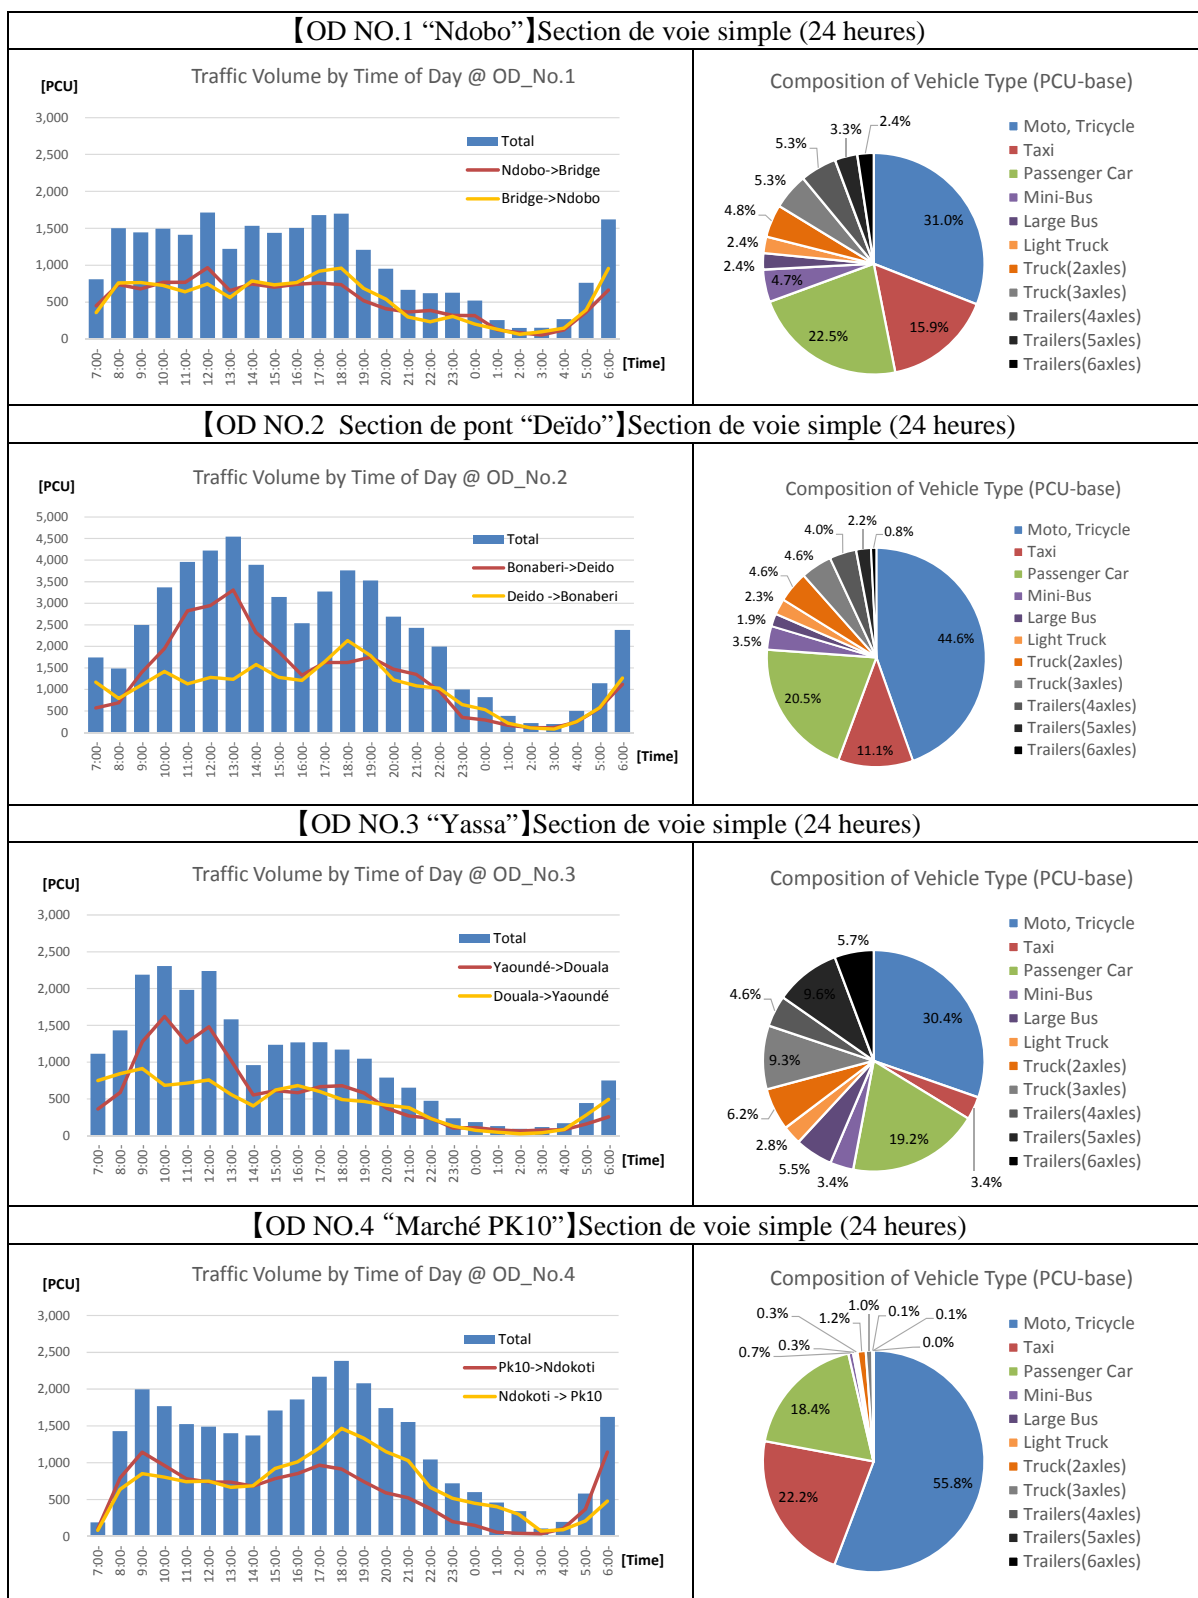 【OD NO.1 “Ndobo”】Section de voie simple (24 heures)
Traffic Volume by Time of Day @ OD_No.1
[PCU]
3,000
2,500
2,000
1,500
1,000
500
0
Total
Ndobo->Bridge
Bridge->Ndobo
7:00- 8:00- 9:00- 10:00- 11:00- 12:00- 13:00- 14:00- 15:00- 16:00- 17:00- 18:00- 19:00- 20:00- 21:00- 22:00- 23:00- 0:00- 1:00- 2:00- 3:00- 4:00- 5:00- 6:00-
[Time]
Composition of Vehicle Type (PCU-base)
31.0%
15.9%
22.5%
4.7%
2.4%
2.4%
4.8%
5.3%
5.3%
3.3%
2.4%
Moto, Tricycle
Taxi
Passenger Car
Mini-Bus
Large Bus
Light Truck
Truck(2axles)
Truck(3axles)
Trailers(4axles)
Trailers(5axles)
Trailers(6axles)
【OD NO.2 Section de pont “Deïdo”】Section de voie simple (24 heures)
Traffic Volume by Time of Day @ OD_No.2
[PCU]
5,000
4,500
4,000
3,500
3,000
2,500
2,000
1,500
1,000
500
0
Total
Bonaberi->Deido
Deido ->Bonaberi
7:00- 8:00- 9:00- 10:00- 11:00- 12:00- 13:00- 14:00- 15:00- 16:00- 17:00- 18:00- 19:00- 20:00- 21:00- 22:00- 23:00- 0:00- 1:00- 2:00- 3:00- 4:00- 5:00- 6:00-
[Time]
Composition of Vehicle Type (PCU-base)
44.6%
11.1%
20.5%
3.5%
1.9%
2.3%
4.6%
4.6%
4.0%
2.2%
0.8%
Moto, Tricycle
Taxi
Passenger Car
Mini-Bus
Large Bus
Light Truck
Truck(2axles)
Truck(3axles)
Trailers(4axles)
Trailers(5axles)
Trailers(6axles)
【OD NO.3 “Yassa”】Section de voie simple (24 heures)
Traffic Volume by Time of Day @ OD_No.3
[PCU]
3,000
2,500
2,000
1,500
1,000
500
0
Total
Yaoundé->Douala
Douala->Yaoundé
7:00- 8:00- 9:00- 10:00- 11:00- 12:00- 13:00- 14:00- 15:00- 16:00- 17:00- 18:00- 19:00- 20:00- 21:00- 22:00- 23:00- 0:00- 1:00- 2:00- 3:00- 4:00- 5:00- 6:00-
[Time]
Composition of Vehicle Type (PCU-base)
30.4%
3.4%
19.2%
3.4%
5.5%
2.8%
6.2%
9.3%
4.6%
9.6%
5.7%
Moto, Tricycle
Taxi
Passenger Car
Mini-Bus
Large Bus
Light Truck
Truck(2axles)
Truck(3axles)
Trailers(4axles)
Trailers(5axles)
Trailers(6axles)
【OD NO.4 “Marché PK10”】Section de voie simple (24 heures)
Traffic Volume by Time of Day @ OD_No.4
[PCU]
3,000
2,500
2,000
1,500
1,000
500
0
Total
Pk10->Ndokoti
Ndokoti -> Pk10
7:00- 8:00- 9:00- 10:00- 11:00- 12:00- 13:00- 14:00- 15:00- 16:00- 17:00- 18:00- 19:00- 20:00- 21:00- 22:00- 23:00- 0:00- 1:00- 2:00- 3:00- 4:00- 5:00- 6:00-
[Time]
Composition of Vehicle Type (PCU-base)
55.8%
22.2%
18.4%
0.7%
0.3%
0.3%
1.2%
1.0%
0.1%
0.0%
0.1%
Moto, Tricycle
Taxi
Passenger Car
Mini-Bus
Large Bus
Light Truck
Truck(2axles)
Truck(3axles)
Trailers(4axles)
Trailers(5axles)
Trailers(6axles)